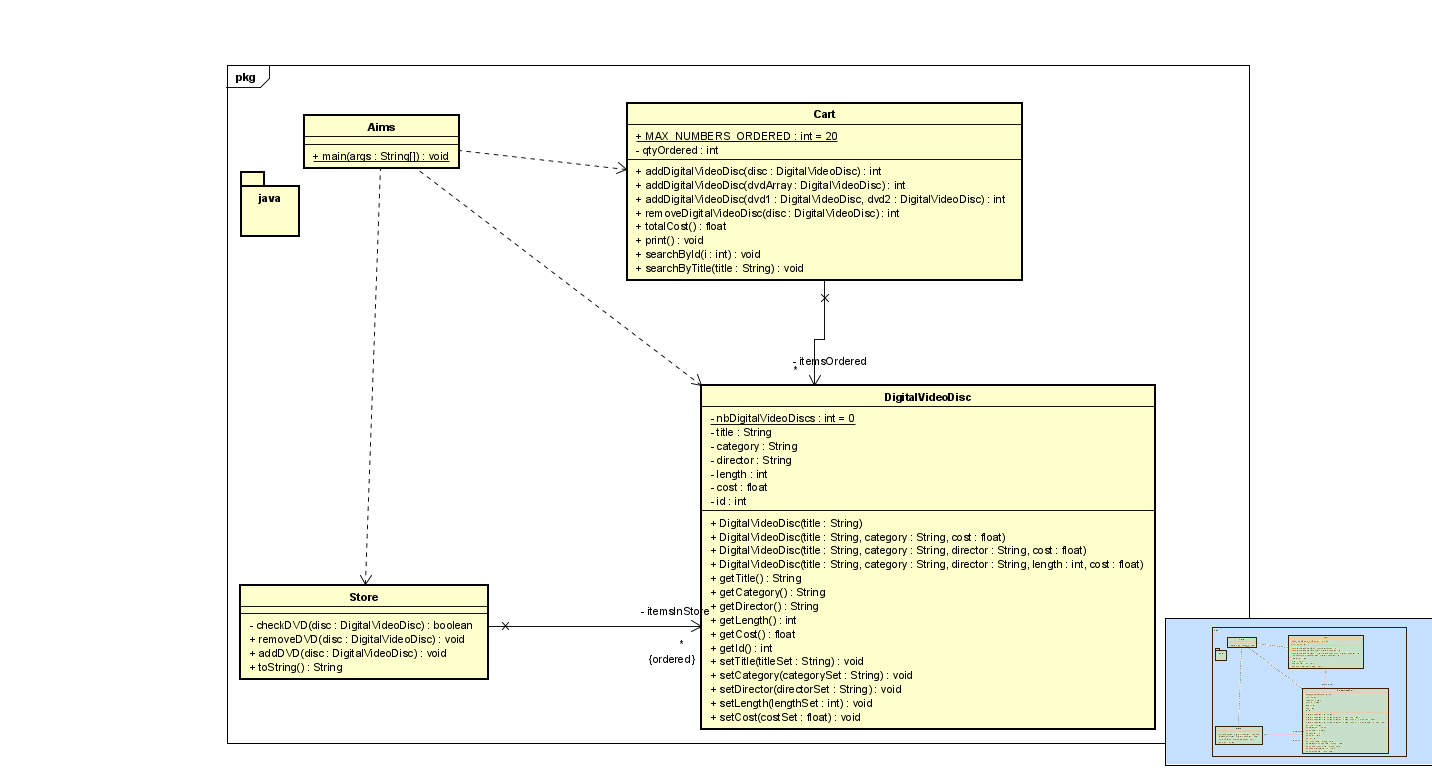 pkg
Aims
+ main(args : String[]) : void
java
Cart
+ MAX_NUMBERS_ORDERED : int = 20
- qtyOrdered : int
+ addDigitalVideoDisc(disc : DigitalVideoDisc) : int
+ addDigitalVideoDisc(dvdArray : DigitalVideoDisc) : int
+ addDigitalVideoDisc(dvd1 : DigitalVideoDisc, dvd2 : DigitalVideoDisc) : int
+ removeDigitalVideoDisc(disc : DigitalVideoDisc) : int
+ totalCost() : float
+ print() : void
+ searchById(i : int) : void
+ searchByTitle(title : String) : void
- itemsOrdered
*
DigitalVideoDisc
- nbDigitalVideoDiscs : int = 0
- title : String
- category : String
- director : String
- length : int
- cost : float
- id : int
+ DigitalVideoDisc(title : String)
+ DigitalVideoDisc(title : String, category : String, cost : float)
+ DigitalVideoDisc(title : String, category : String, director : String, cost : float)
+ DigitalVideoDisc(title : String, category : String, director : String, length : int, cost : float)
+ getTitle() : String
+ getCategory() : String
+ getDirector() : String
+ getLength() : int
+ getCost() : float
+ getId() : int
+ setTitle(titleSet : String) : void
+ setCategory(categorySet : String) : void
+ setDirector(directorSet : String) : void
+ setLength(lengthSet : int) : void
+ setCost(costSet : float) : void
Store
- checkDVD(disc : DigitalVideoDisc) : boolean
+ removeDVD(disc : DigitalVideoDisc) : void
+ addDVD(disc : DigitalVideoDisc) : void
+ toString() : String
- itemsInStore
*
{ordered}